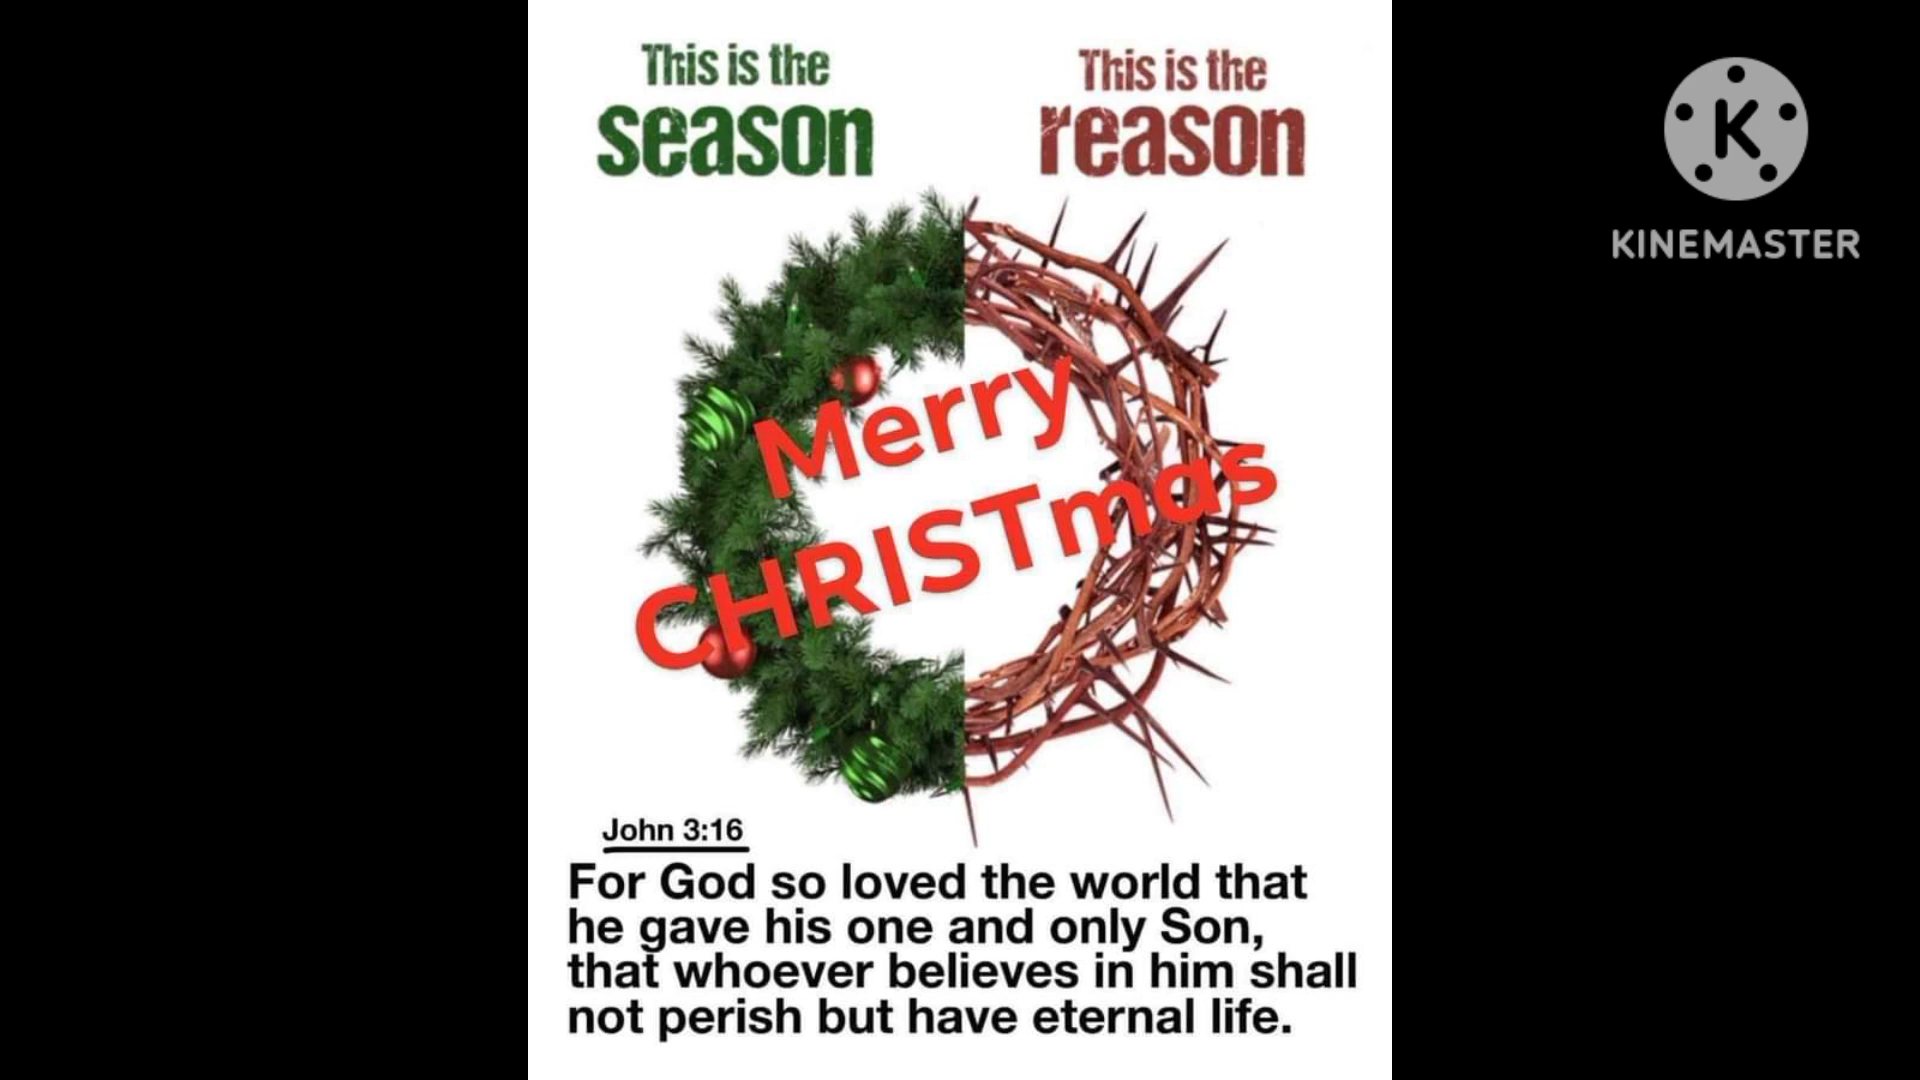 This is the
season
This is the
reason
K
KINEMASTER
Merry
CHRISTmas
John 3:16
For God so loved the world that
he gave his one and only Son,
that whoever believes in him shall
not perish but have eternal life.